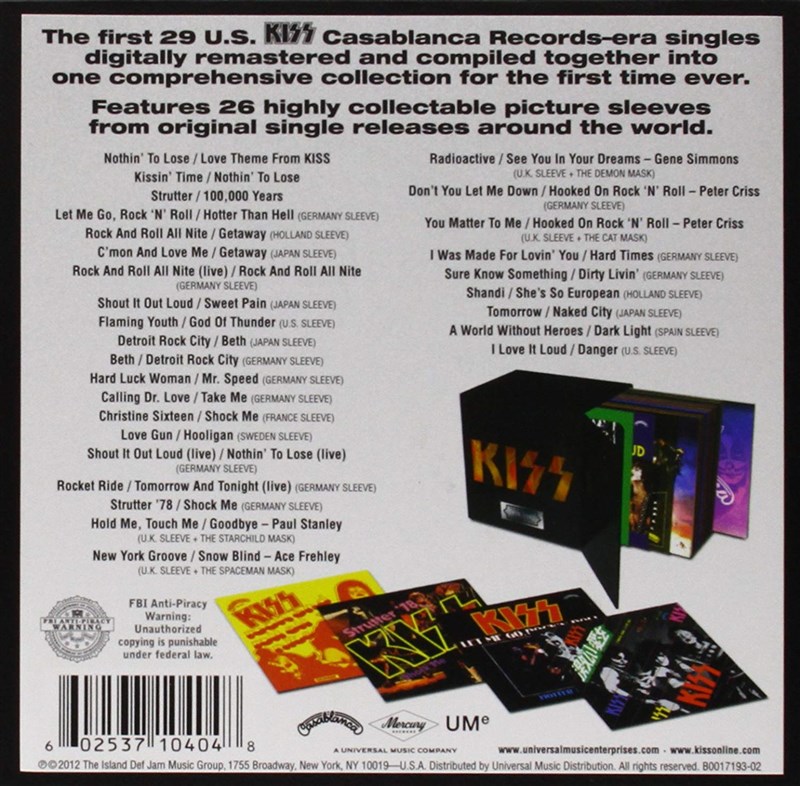 The first 29 U.S. KISS Casablanca Records-era singles
digitally remastered and compiled together into
one comprehensive collection for the first time ever.
Features 26 highly collectable picture sleeves
from original single releases around the world.
Nothin' To Lose / Love Theme From KISS
Kissin' Time / Nothin' To Lose
Strutter / 100,000 Years
Let Me Go, Rock 'N' Roll / Hotter Than Hell (GERMANY SLEEVE)
Rock And Roll All Nite / Getaway (HOLLAND SLEEVE)
C'mon And Love Me / Getaway (JAPAN SLEEVE)
Rock And Roll All Nite (live) / Rock And Roll All Nite
(GERMANY SLEEVE)
Shout It Out Loud / Sweet Pain (JAPAN SLEEVE)
Flaming Youth / God Of Thunder (U.S. SLEEVE)
Detroit Rock City / Beth (JAPAN SLEEVE)
Beth / Detroit Rock City (GERMANY SLEEVE)
Hard Luck Woman / Mr. Speed (GERMANY SLEEVE)
Calling Dr. Love / Take Me (GERMANY SLEEVE)
Christine Sixteen / Shock Me (FRANCE SLEEVE)
Love Gun / Hooligan (SWEDEN SLEEVE)
Shout It Out Loud (live) / Nothin' To Lose (live)
(GERMANY SLEEVE)
Rocket Ride / Tomorrow And Tonight (live) (GERMANY SLEEVE)
Strutter '78 / Shock Me (GERMANY SLEEVE)
Hold Me, Touch Me / Goodbye – Paul Stanley
(U.K. SLEEVE + THE STARCHILD MASK)
New York Groove / Snow Blind – Ace Frehley
(U.K. SLEEVE + THE SPACEMAN MASK)
Radioactive / See You In Your Dreams – Gene Simmons
(U.K. SLEEVE + THE DEMON MASK)
Don't You Let Me Down / Hooked On Rock 'N' Roll – Peter Criss
(GERMANY SLEEVE)
You Matter To Me / Hooked On Rock 'N' Roll – Peter Criss
(U.K. SLEEVE + THE CAT MASK)
I Was Made For Lovin' You / Hard Times (GERMANY SLEEVE)
Sure Know Something / Dirty Livin' (GERMANY SLEEVE)
Shandi / She's So European (HOLLAND SLEEVE)
Tomorrow / Naked City (JAPAN SLEEVE)
A World Without Heroes / Dark Light (SPAIN SLEEVE)
I Love It Loud / Danger (U.S. SLEEVE)
KISS
UD
KISS
Strutter '78
KISS
KISS
LET ME GO
KISS
KISS
KISS
FBI ANTI-PIRACY
WARNING
FBI Anti-Piracy
Warning:
Unauthorized
copying is punishable
under federal law.
6 02537 10404 8
Casablanca
Mercury
RECORDS
UMe
A UNIVERSAL MUSIC COMPANY
www.universalmusicenterprises.com · www.kissonline.com
℗©2012 The Island Def Jam Music Group, 1755 Broadway, New York, NY 10019—U.S.A. Distributed by Universal Music Distribution. All rights reserved. B0017193-02